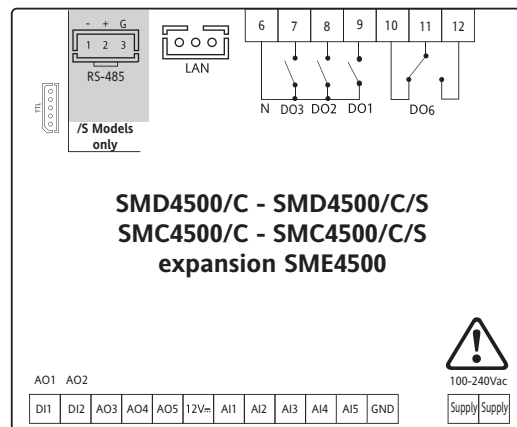 - + G
1 2 3
RS-485
LAN
TTL
/S Models
only
6 7 8 9 10 11 12
N DO3 DO2 DO1 DO6
SMD4500/C - SMD4500/C/S
SMC4500/C - SMC4500/C/S
expansion SME4500
100-240Vac
AO1 AO2
DI1 DI2 AO3 AO4 AO5 12V⎓ AI1 AI2 AI3 AI4 AI5 GND
Supply Supply